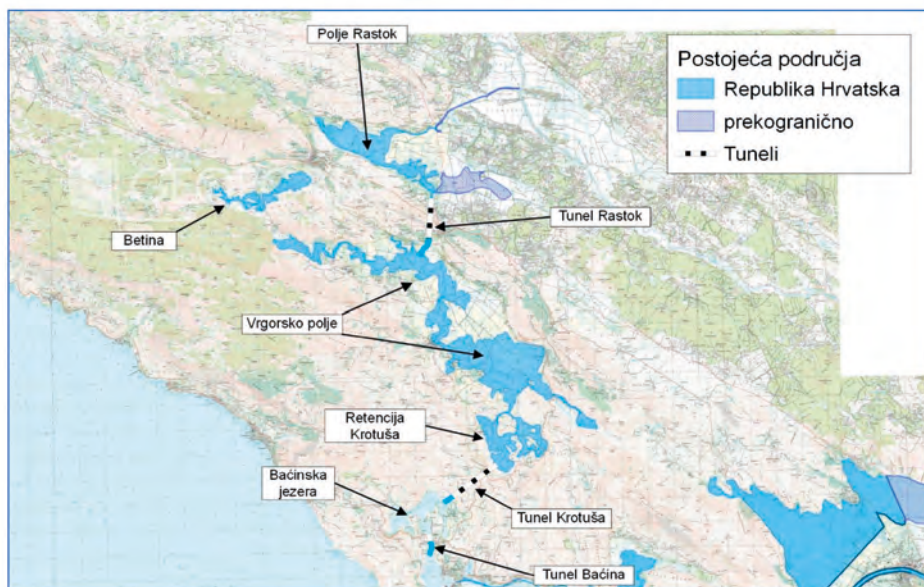 Polje Rastok
Postojeća područja
Republika Hrvatska
prekogranično
Tuneli
Betina
Tunel Rastok
Vrgorsko polje
Retencija
Krotuša
Baćinska
jezera
Tunel Krotuša
Tunel Baćina